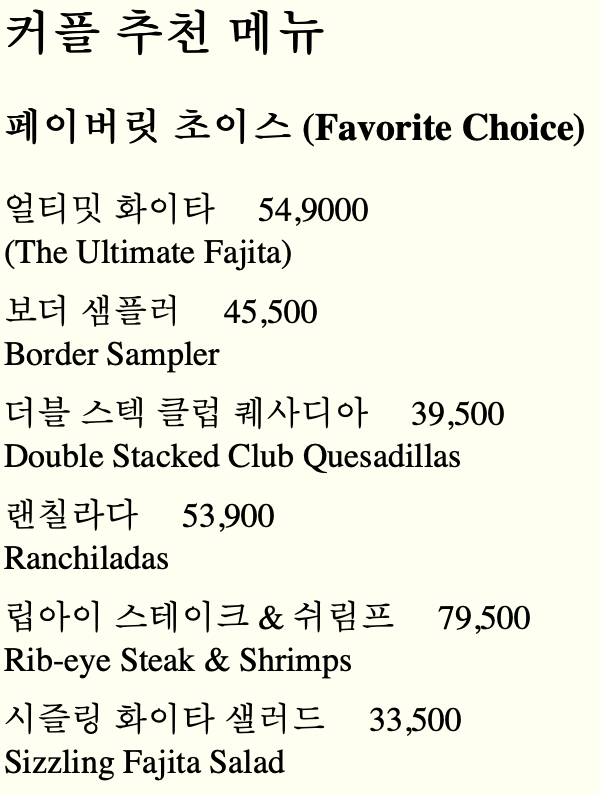 커플 추천 메뉴
페이버릿 초이스 (Favorite Choice)
얼티밋 화이타 54,9000
(The Ultimate Fajita)
보더 샘플러 45,500
Border Sampler
더블 스텍 클럽 퀘사디아 39,500
Double Stacked Club Quesadillas
랜칠라다 53,900
Ranchiladas
립아이 스테이크 & 쉬림프 79,500
Rib-eye Steak & Shrimps
시즐링 화이타 샐러드 33,500
Sizzling Fajita Salad